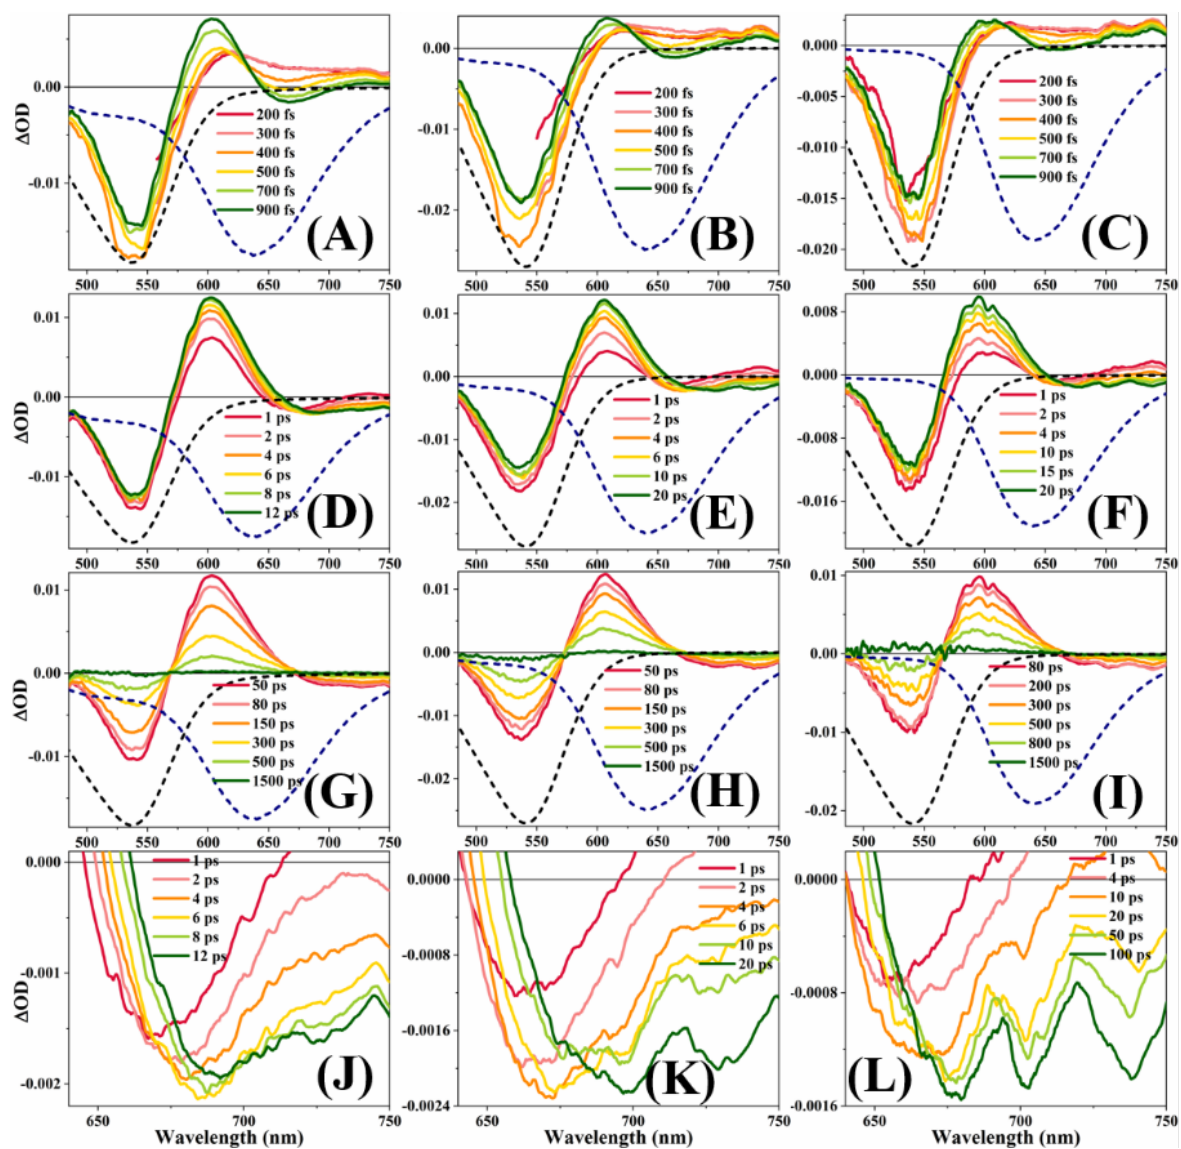 0.00
-0.01
ΔOD
200 fs
300 fs
400 fs
500 fs
700 fs
900 fs
(A)
500 550 600 650 700 750
0.00
-0.01
-0.02
200 fs
300 fs
400 fs
500 fs
700 fs
900 fs
(B)
500 550 600 650 700 750
0.000
-0.005
-0.010
-0.015
-0.020
200 fs
300 fs
400 fs
500 fs
700 fs
900 fs
(C)
500 550 600 650 700 750
0.01
0.00
-0.01
ΔOD
1 ps
2 ps
4 ps
6 ps
8 ps
12 ps
(D)
500 550 600 650 700 750
0.01
0.00
-0.01
-0.02
1 ps
2 ps
4 ps
6 ps
10 ps
20 ps
(E)
500 550 600 650 700 750
0.008
0.000
-0.008
-0.016
1 ps
2 ps
4 ps
10 ps
15 ps
20 ps
(F)
500 550 600 650 700 750
0.01
0.00
-0.01
ΔOD
50 ps
80 ps
150 ps
300 ps
500 ps
1500 ps
(G)
500 550 600 650 700 750
0.01
0.00
-0.01
-0.02
50 ps
80 ps
150 ps
300 ps
500 ps
1500 ps
(H)
500 550 600 650 700 750
0.01
0.00
-0.01
-0.02
80 ps
200 ps
300 ps
500 ps
800 ps
1500 ps
(I)
500 550 600 650 700 750
0.000
-0.001
-0.002
ΔOD
1 ps
2 ps
4 ps
6 ps
8 ps
12 ps
(J)
650 700 750
Wavelength (nm)
0.0000
-0.0008
-0.0016
-0.0024
1 ps
2 ps
4 ps
6 ps
10 ps
20 ps
(K)
650 700 750
Wavelength (nm)
0.0000
-0.0008
-0.0016
1 ps
4 ps
10 ps
20 ps
50 ps
100 ps
(L)
650 700 750
Wavelength (nm)